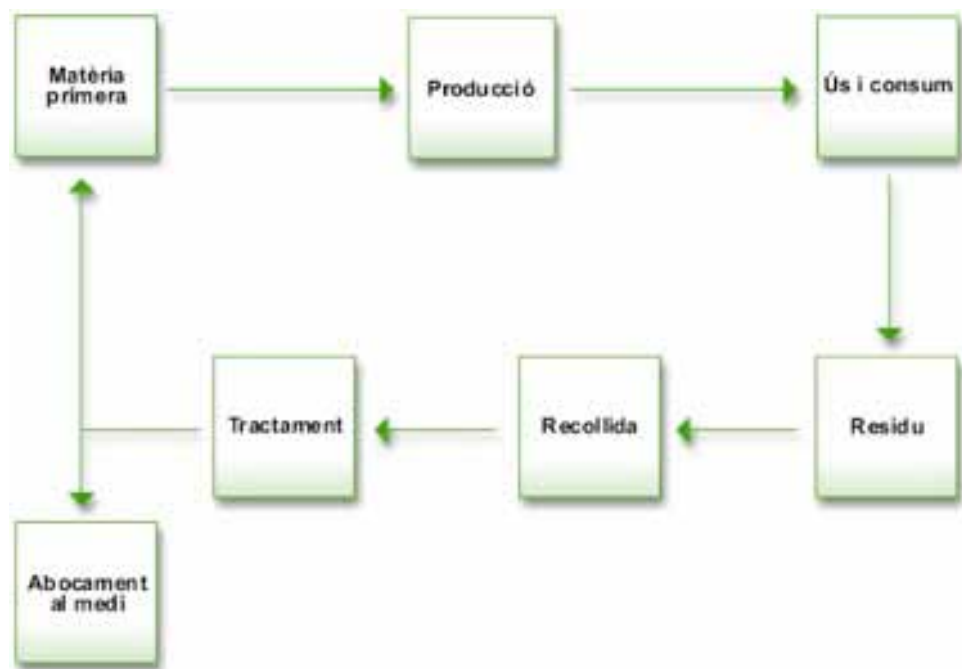 Matèria
primera
Producció
Ús i consum
Tractament
Recollida
Residu
Abocament
al medi